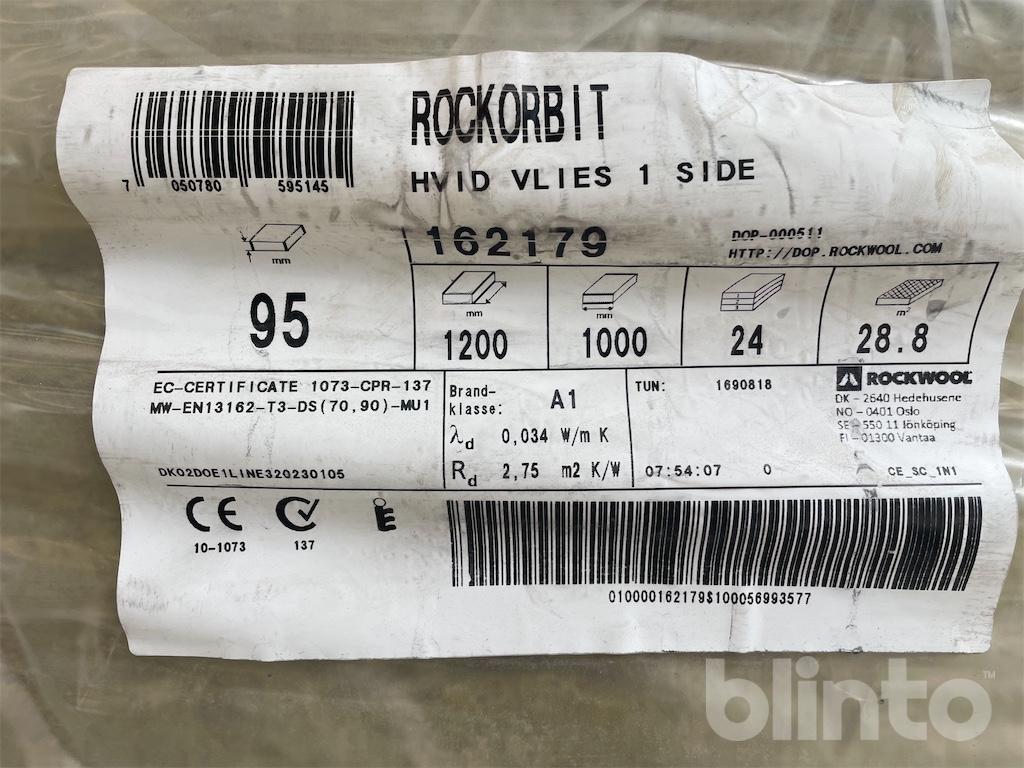 ROCKORBIT
HVID VLIES 1 SIDE
7 050780 595145
162179
DOP-000511
HTTP://DOP.ROCKWOOL.COM
mm
95
mm
1200
mm
1000
24
m²
28.8
EC-CERTIFICATE 1073-CPR-137
MW-EN13162-T3-DS(70,90)-MU1
DK02DOE1LINE320230105
Brand-
klasse: A1
λd 0,034 W/m K
Rd 2,75 m2 K/W
TUN: 1690818
07:54:07 0
ROCKWOOL
DK - 2640 Hedehusene
NO - 0401 Oslo
SE - 550 11 Jönköping
FI - 01300 Vantaa
CE_SC_1N1
CE
10-1073
137
E
010000162179$100056993577
blinto™